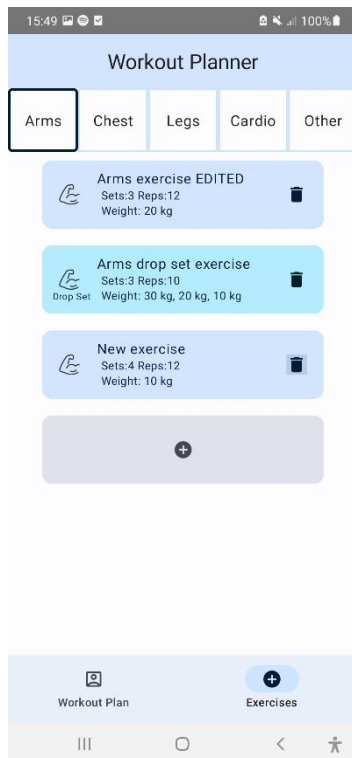 15:49 100%
Workout Planner
Arms Chest Legs Cardio Other
Arms exercise EDITED
Sets:3 Reps:12
Weight: 20 kg
Arms drop set exercise
Sets:3 Reps:10
Drop Set Weight: 30 kg, 20 kg, 10 kg
New exercise
Sets:4 Reps:12
Weight: 10 kg
Workout Plan Exercises